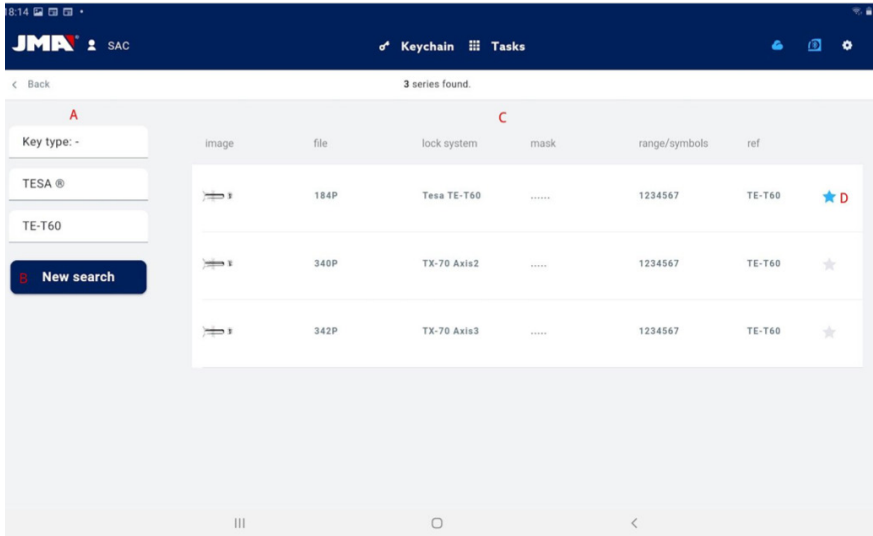 18:14
JMA ® SAC Keychain Tasks
Back 3 series found.
A
C
Key type: -
image file lock system mask range/symbols ref
TESA ®
184P Tesa TE-T60 ...... 1234567 TE-T60 D
TE-T60
B New search
340P TX-70 Axis2 ..... 1234567 TE-T60
342P TX-70 Axis3 ..... 1234567 TE-T60